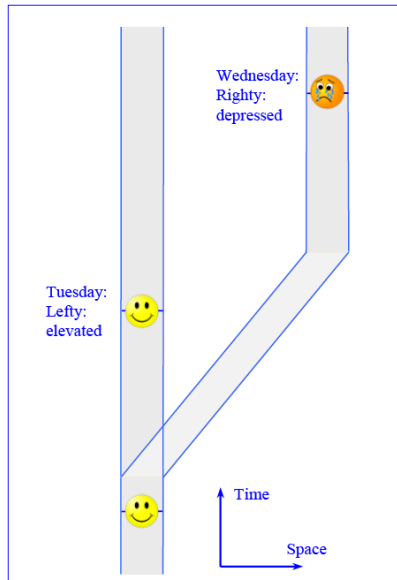 Wednesday:
Righty:
depressed
Tuesday:
Lefty:
elevated
Time
Space